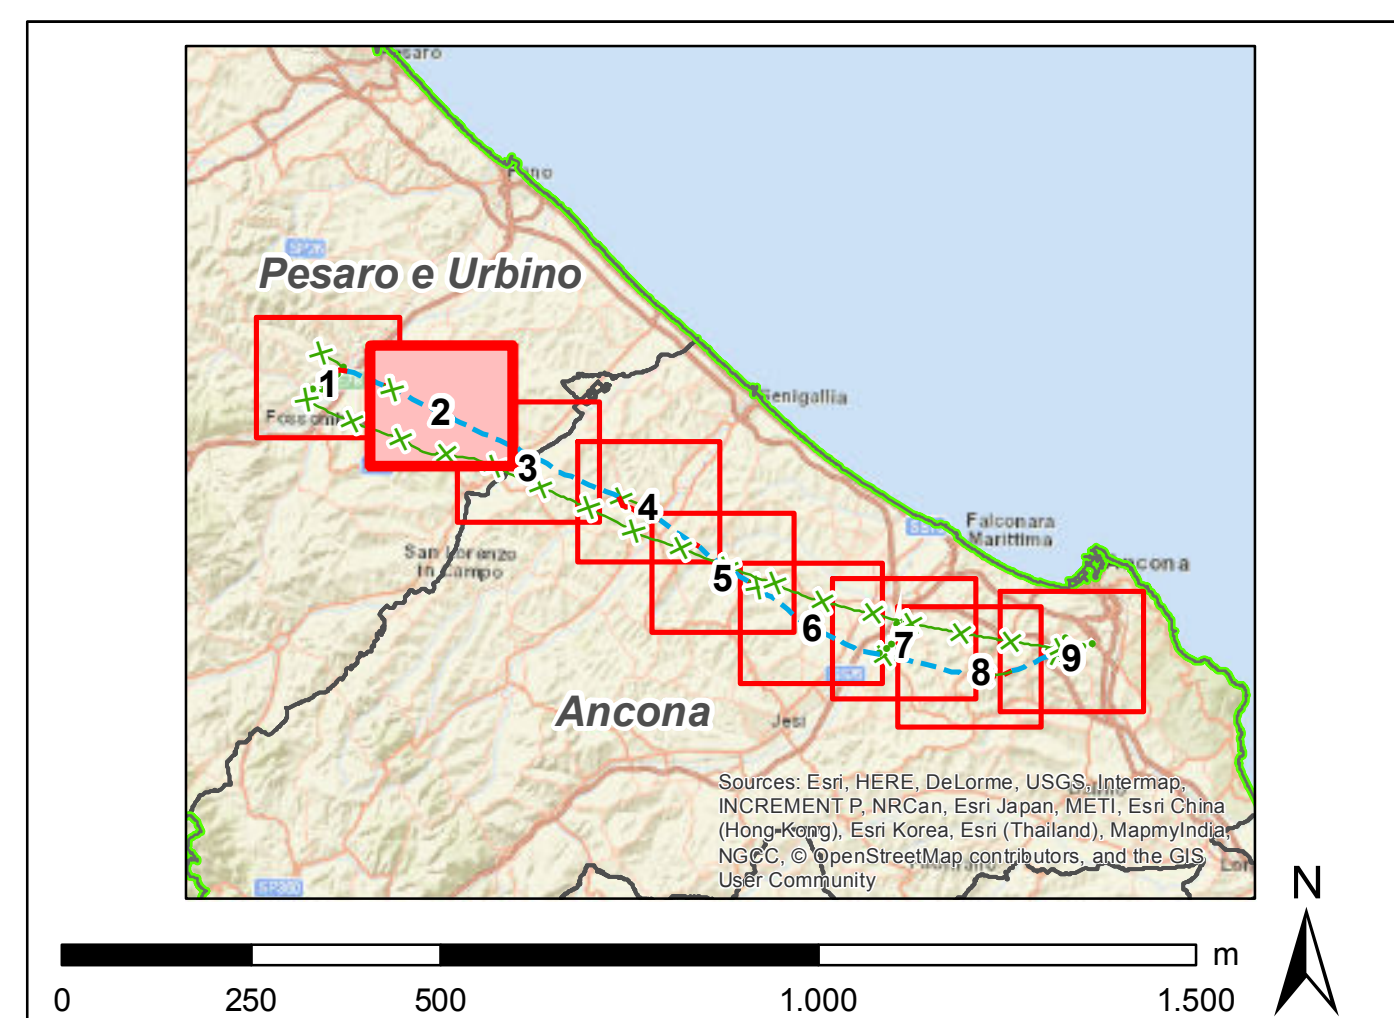 Fano
Pesaro e Urbino
1
2
Senigallia
3
4
Falconara
Marittima
San Lorenzo
In Campo
5
6
7
8
9
Ancona
Jesi
Sources: Esri, HERE, DeLorme, USGS, Intermap,
INCREMENT P, NRCan, Esri Japan, METI, Esri China
(Hong Kong), Esri Korea, Esri (Thailand), MapmyIndia,
NGCC, © OpenStreetMap contributors, and the GIS
User Community
N
m
0 250 500 1.000 1.500